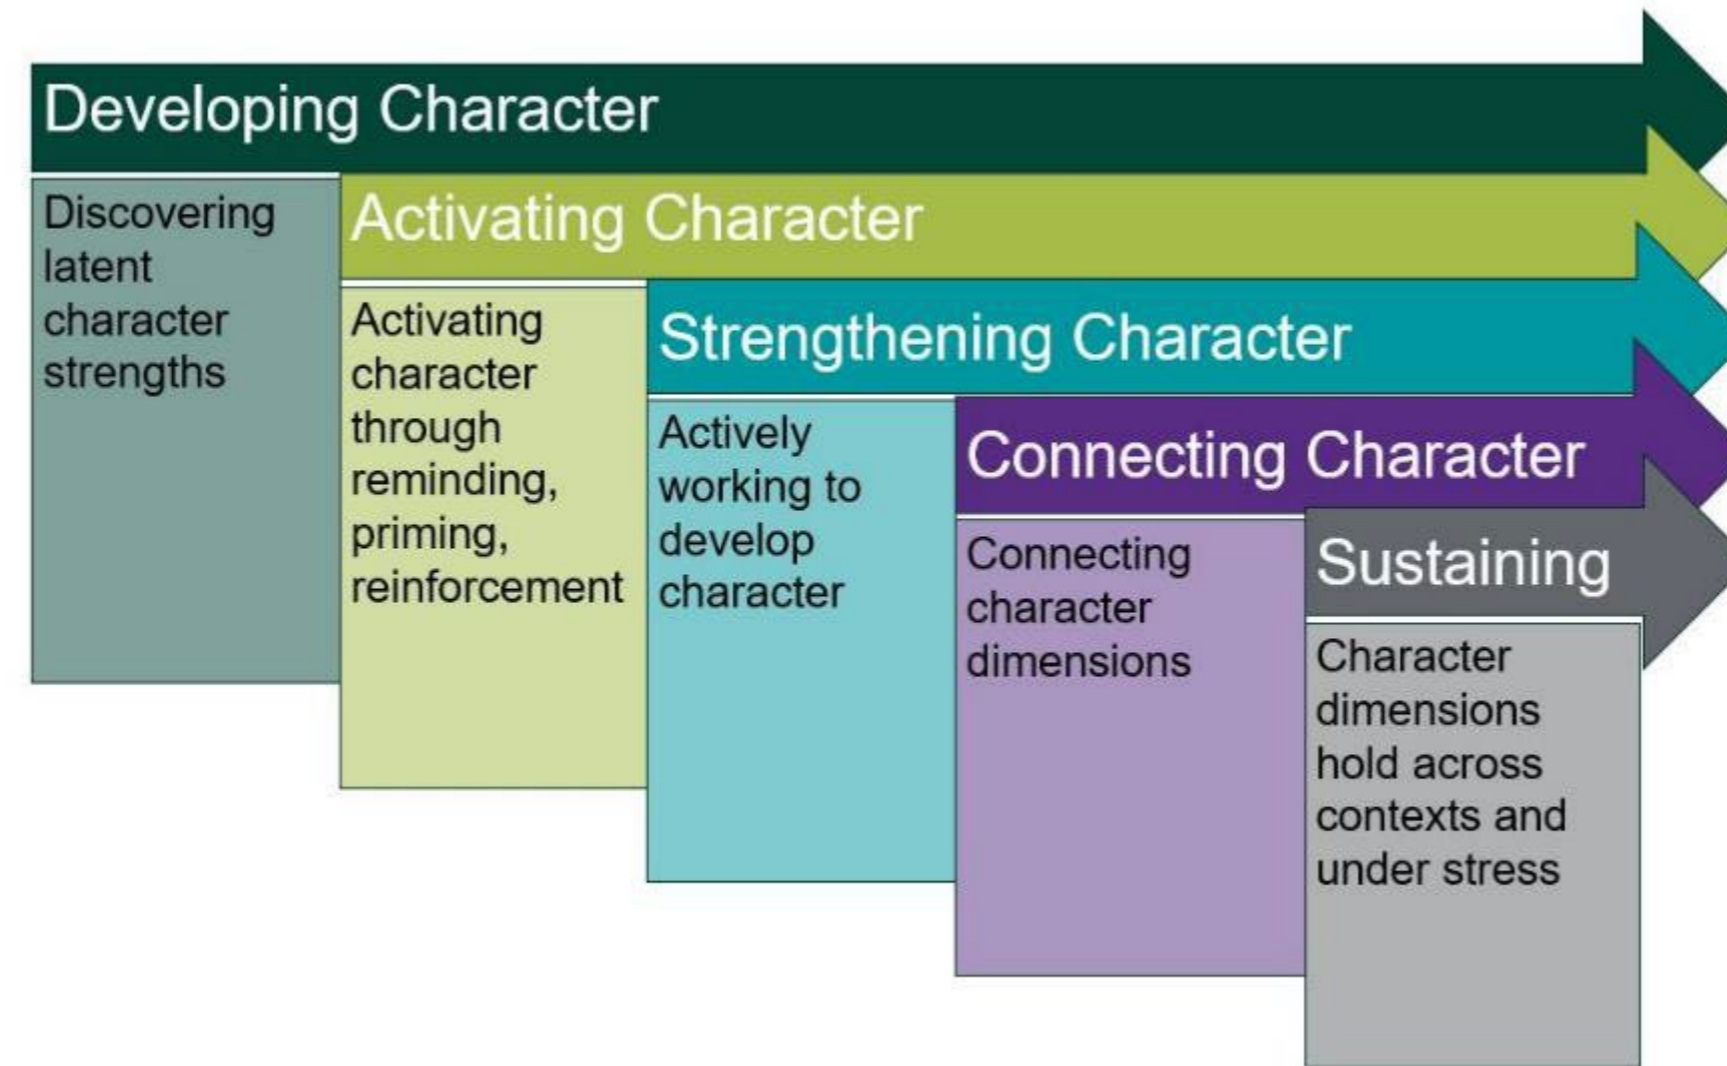 Developing Character
Discovering
latent
character
strengths
Activating Character
Activating
character
through
reminding,
priming,
reinforcement
Strengthening Character
Actively
working to
develop
character
Connecting Character
Connecting
character
dimensions
Sustaining
Character
dimensions
hold across
contexts and
under stress